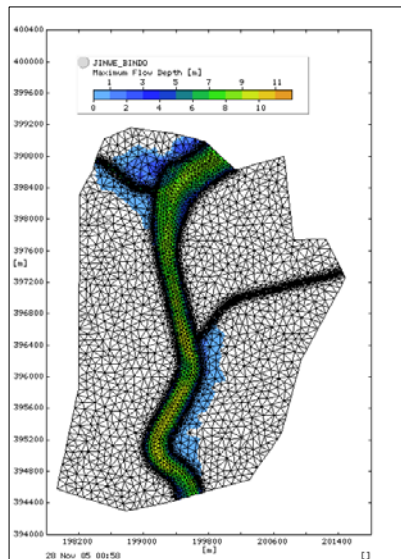 400400
400000
JINUE_BINDO
Maximum Flow Depth [m]
1 3 5 7 9 11
0 2 4 6 8 10
399600
399200
398800
398400
398000
397600
[m]
397200
396800
396400
396000
395600
395200
394800
394400
394000
198200 199000 199800 200600 201400
[m]
28 Nov 05 00:58 []